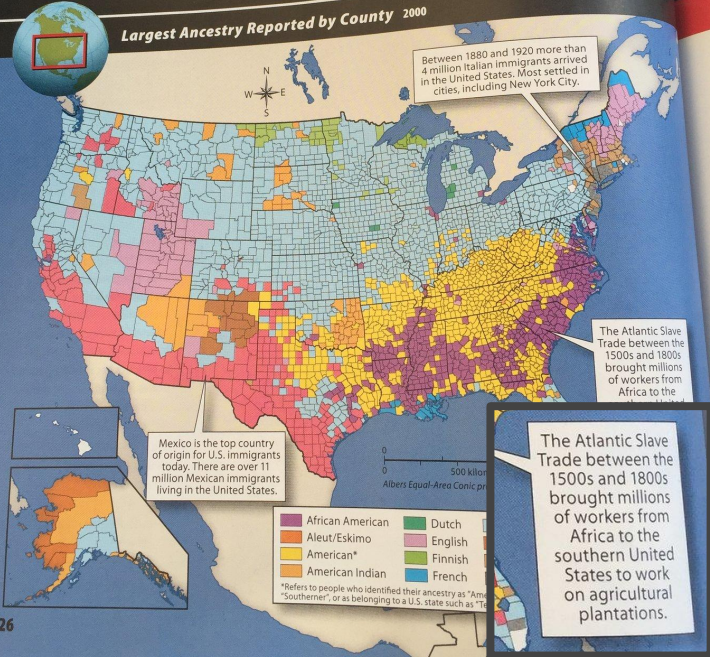 Largest Ancestry Reported by County 2000
Between 1880 and 1920 more than
4 million Italian immigrants arrived
in the United States. Most settled in
cities, including New York City.
N
W E
S
The Atlantic Slave
Trade between the
1500s and 1800s
brought millions
of workers from
Africa to the
Mexico is the top country
of origin for U.S. immigrants
today. There are over 11
million Mexican immigrants
living in the United States.
0
0 500 kilo
Albers Equal-Area Conic pr
African American
Aleut/Eskimo
American*
American Indian
Dutch
English
Finnish
French
*Refers to people who identified their ancestry as "Ame
"Southerner", or as belonging to a U.S. state such as "Te
26
The Atlantic Slave
Trade between the
1500s and 1800s
brought millions
of workers from
Africa to the
southern United
States to work
on agricultural
plantations.